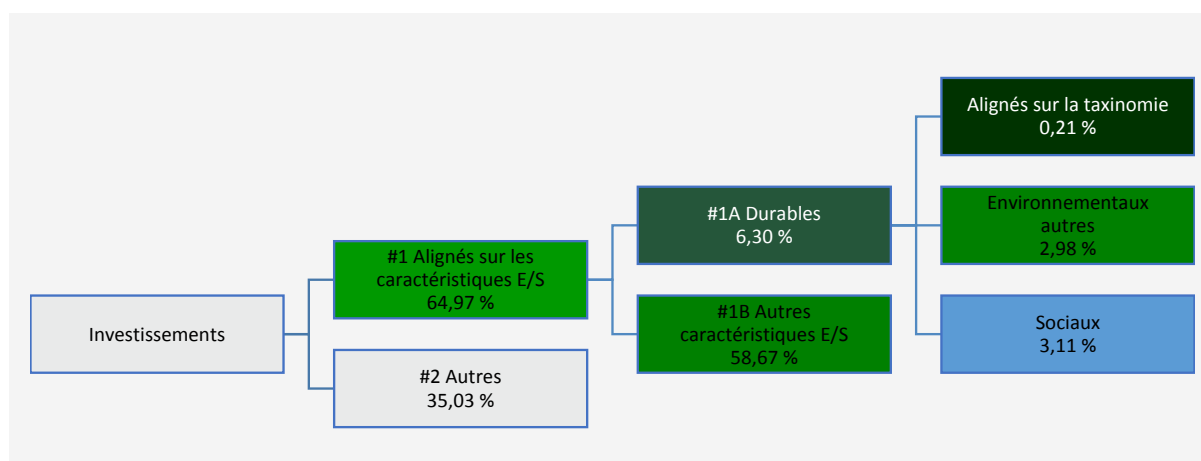 Investissements
#1 Alignés sur les
caractéristiques E/S
64,97 %
#2 Autres
35,03 %
#1A Durables
6,30 %
#1B Autres
caractéristiques E/S
58,67 %
Alignés sur la taxinomie
0,21 %
Environnementaux
autres
2,98 %
Sociaux
3,11 %